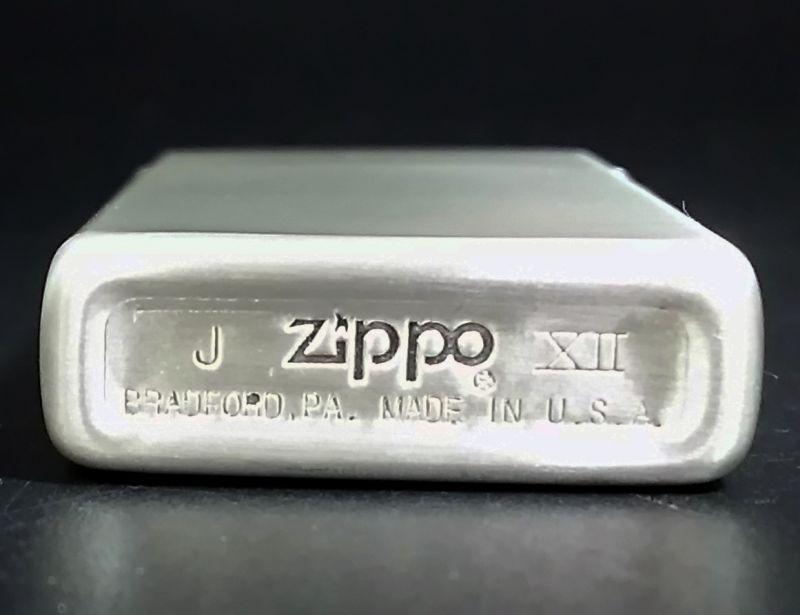 J Zippo ® XII
BRADFORD, PA. MADE IN U.S.A.